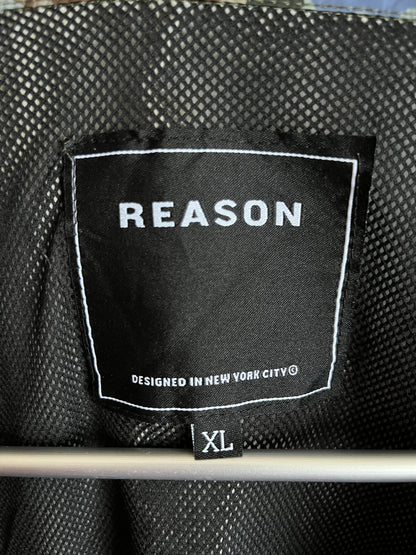 REASON
DESIGNED IN NEW YORK CITY©
XL